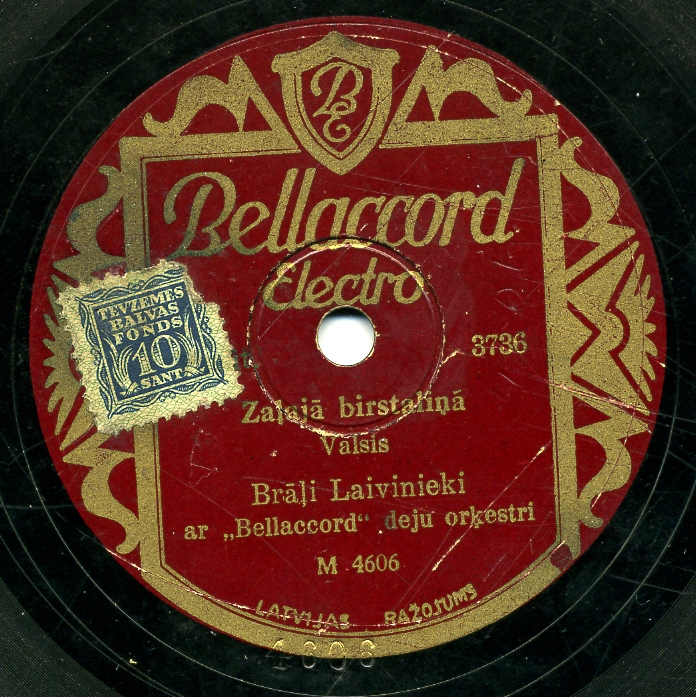 BE
Bellaccord
Electro
TĒVZEMES
BALVAS
FONDS
10
SANT.
3736
Zaļajā birstaliņā
Valsis
Brāļi Laivinieki
ar „Bellaccord“ deju orķestri
M 4606
LATVIJAS RAŽOJUMS
4606